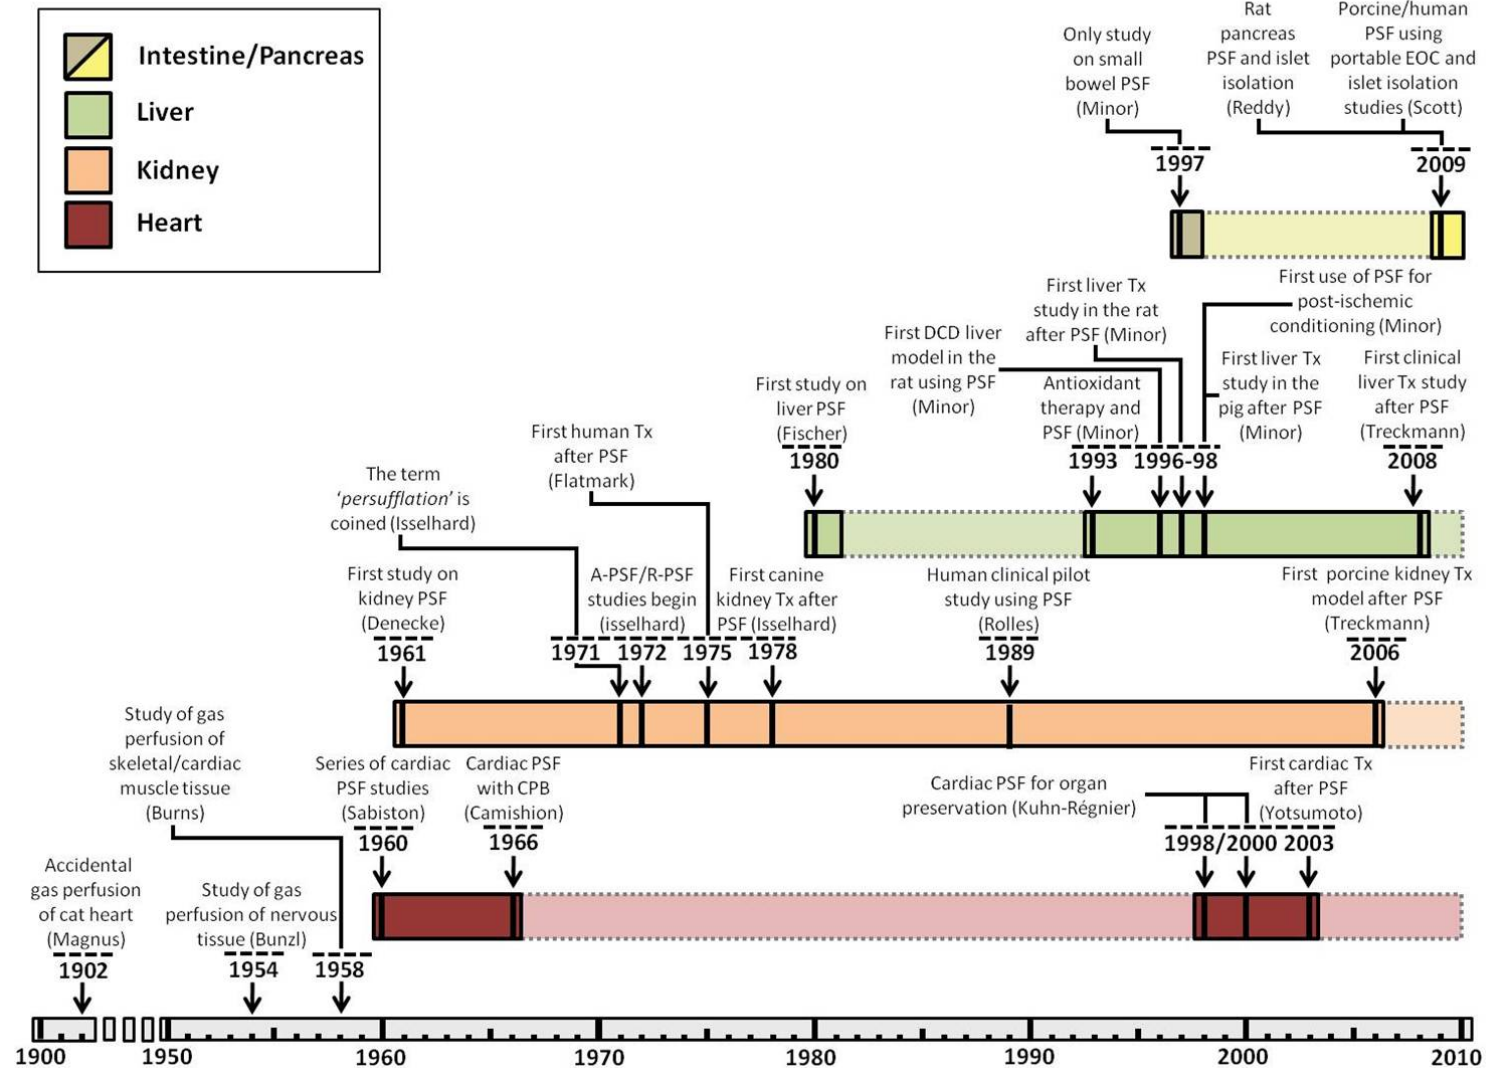 Intestine/Pancreas
Liver
Kidney
Heart
Only study
on small
bowel PSF
(Minor)
1997
Rat
pancreas
PSF and islet
isolation
(Reddy)
Porcine/human
PSF using
portable EOC and
islet isolation
studies (Scott)
2009
First study on
liver PSF
(Fischer)
1980
First DCD liver
model in the
rat using PSF
(Minor)
First liver Tx
study in the rat
after PSF (Minor)
Antioxidant
therapy and
PSF (Minor)
1993
1996-98
First use of PSF for
post-ischemic
conditioning (Minor)
First liver Tx
study in the
pig after PSF
(Minor)
First clinical
liver Tx study
after PSF
(Treckmann)
2008
First study on
kidney PSF
(Denecke)
1961
The term
‘persufflation’ is
coined (Isselhard)
1971
A-PSF/R-PSF
studies begin
(isselhard)
1972
First human Tx
after PSF
(Flatmark)
1975
First canine
kidney Tx after
PSF (Isselhard)
1978
Human clinical pilot
study using PSF
(Rolles)
1989
First porcine kidney Tx
model after PSF
(Treckmann)
2006
Series of cardiac
PSF studies
(Sabiston)
1960
Cardiac PSF
with CPB
(Camishion)
1966
Cardiac PSF for organ
preservation (Kuhn-Régnier)
1998/2000
First cardiac Tx
after PSF
(Yotsumoto)
2003
Accidental
gas perfusion
of cat heart
(Magnus)
1902
Study of gas
perfusion of nervous
tissue (Bunzl)
1954
Study of gas
perfusion of
skeletal/cardiac
muscle tissue
(Burns)
1958
1900 1950 1960 1970 1980 1990 2000 2010